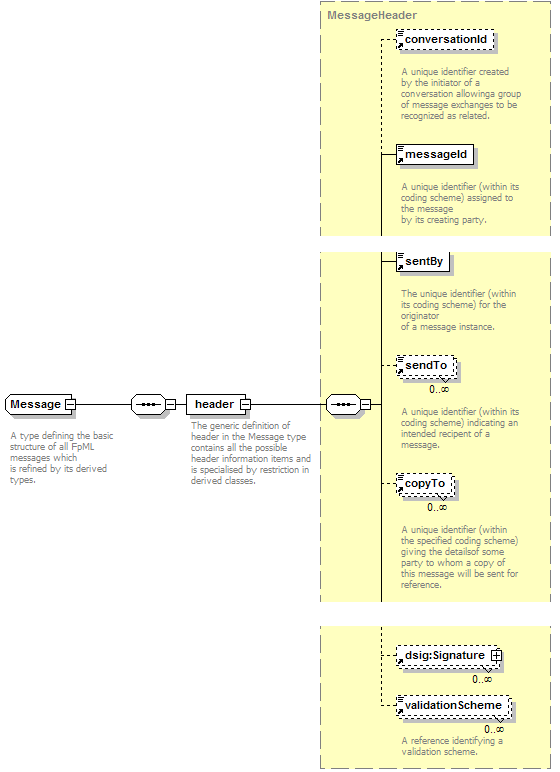 MessageHeader
conversationId
A unique identifier created
by the initiator of a
conversation allowinga group
of message exchanges to be
recognized as related.
messageId
A unique identifier (within its
coding scheme) assigned to
the message
by its creating party.
sentBy
The unique identifier (within
its coding scheme) for the
originator
of a message instance.
sendTo
0..∞
A unique identifier (within its
coding scheme) indicating an
intended recipent of a
message.
Message
A type defining the basic
structure of all FpML
messages which
is refined by its derived
types.
header
The generic definition of
header in the Message type
contains all the possible
header information items and
is specialised by restriction in
derived classes.
copyTo
0..∞
A unique identifier (within
the specified coding scheme)
giving the detailsof some
party to whom a copy of
this message will be sent for
reference.
dsig:Signature
0..∞
validationScheme
0..∞
A reference identifying a
validation scheme.